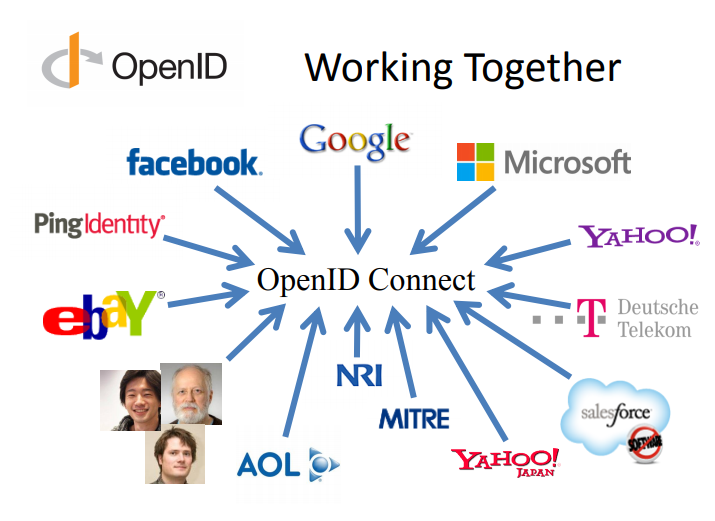 OpenID
Working Together
Google
facebook.
Microsoft
PingIdentity®
YAHOO!®
OpenID Connect
ebaY®
T
Deutsche
Telekom
NRI
MITRE
salesforce
SOFTWARE
AOL
YAHOO!
JAPAN